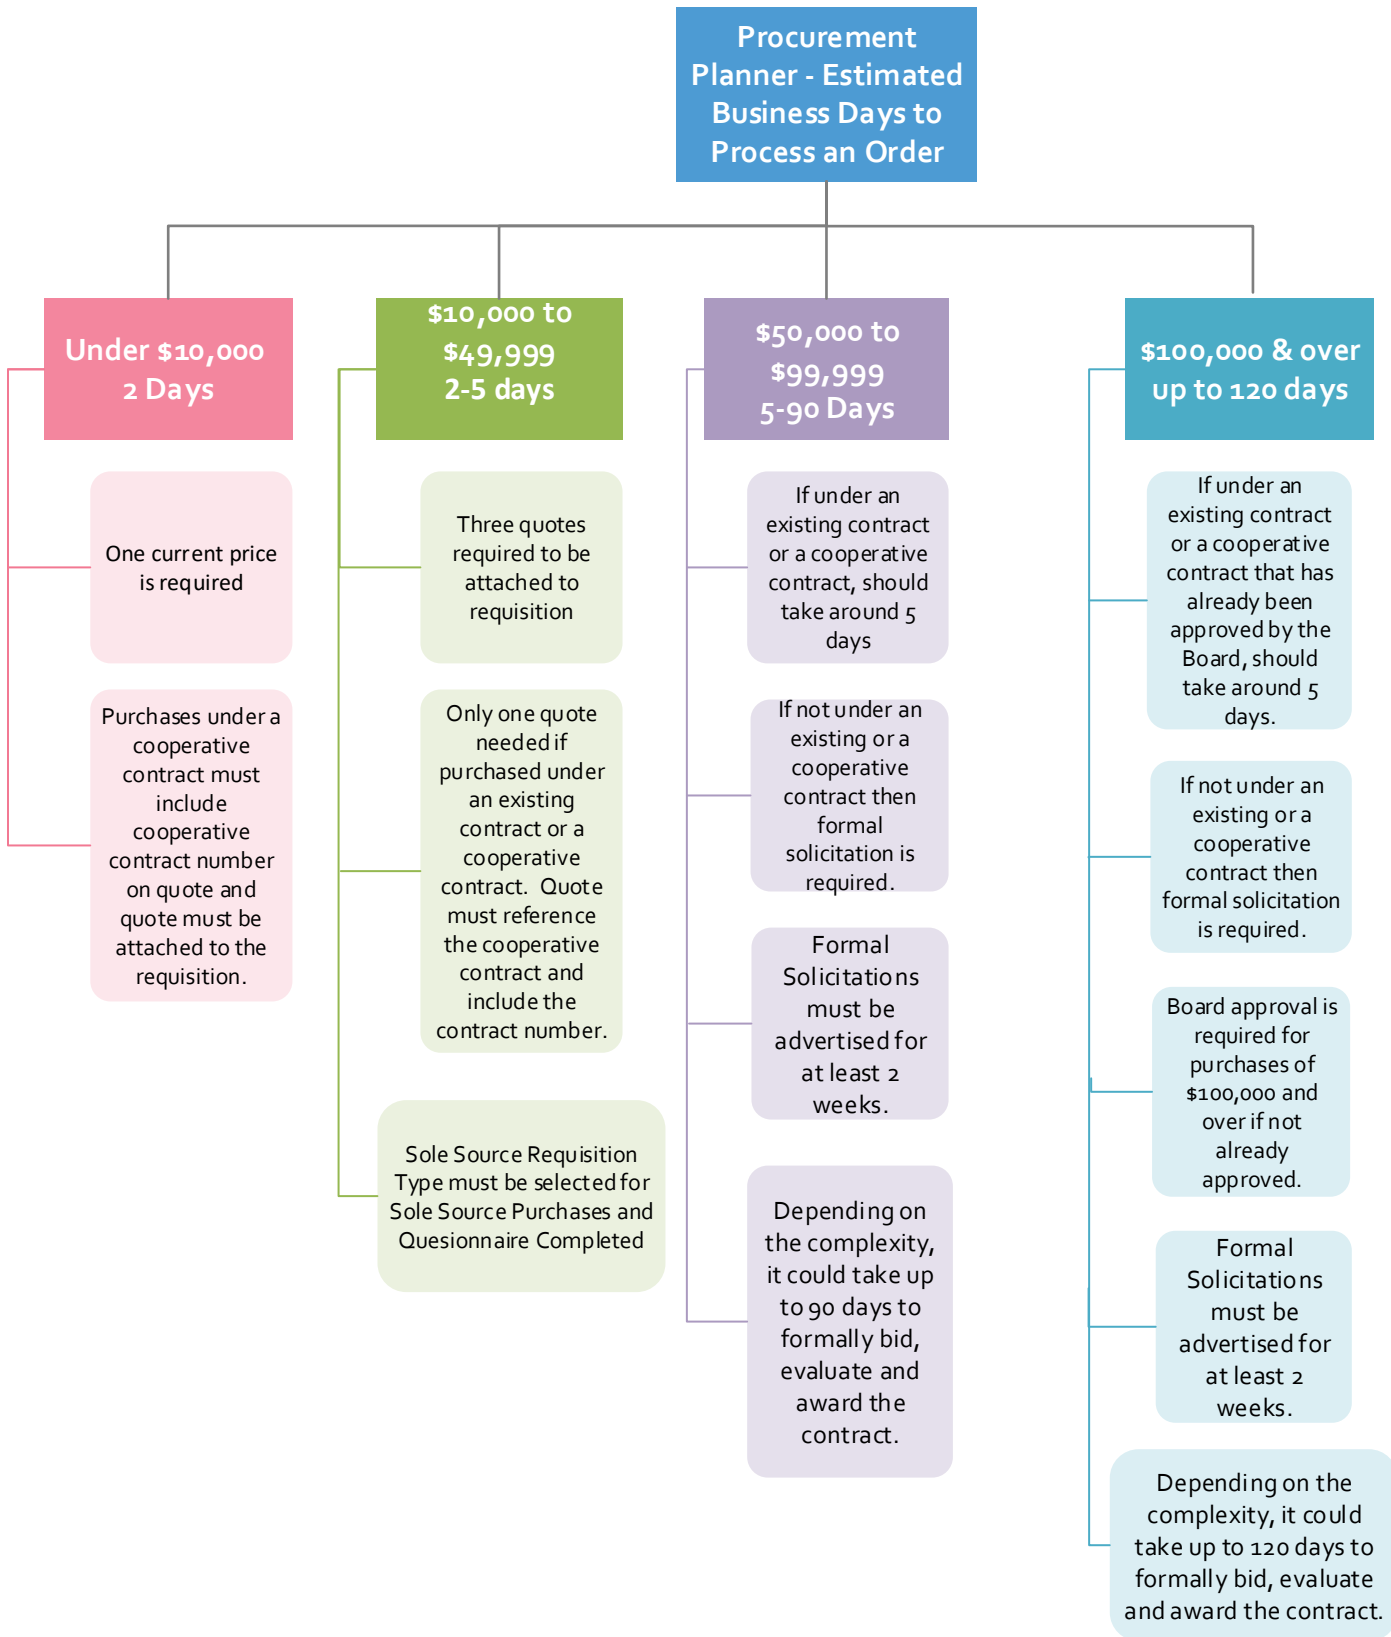 Procurement
Planner - Estimated
Business Days to
Process an Order
Under $10,000
2 Days
One current price
is required
Purchases under a
cooperative
contract must
include
cooperative
contract number
on quote and
quote must be
attached to the
requisition.
$10,000 to
$49,999
2-5 days
Three quotes
required to be
attached to
requisition
Only one quote
needed if
purchased under
an existing
contract or a
cooperative
contract. Quote
must reference
the cooperative
contract and
include the
contract number.
Sole Source Requisition
Type must be selected for
Sole Source Purchases and
Quesionnaire Completed
$50,000 to
$99,999
5-90 Days
If under an
existing contract
or a cooperative
contract, should
take around 5
days
If not under an
existing or a
cooperative
contract then
formal
solicitation is
required.
Formal
Solicitations
must be
advertised for
at least 2
weeks.
Depending on
the complexity,
it could take up
to 90 days to
formally bid,
evaluate and
award the
contract.
$100,000 & over
up to 120 days
If under an
existing contract
or a cooperative
contract that has
already been
approved by the
Board, should
take around 5
days.
If not under an
existing or a
cooperative
contract then
formal solicitation
is required.
Board approval is
required for
purchases of
$100,000 and
over if not
already
approved.
Formal
Solicitations
must be
advertised for
at least 2
weeks.
Depending on the
complexity, it could
take up to 120 days to
formally bid, evaluate
and award the contract.